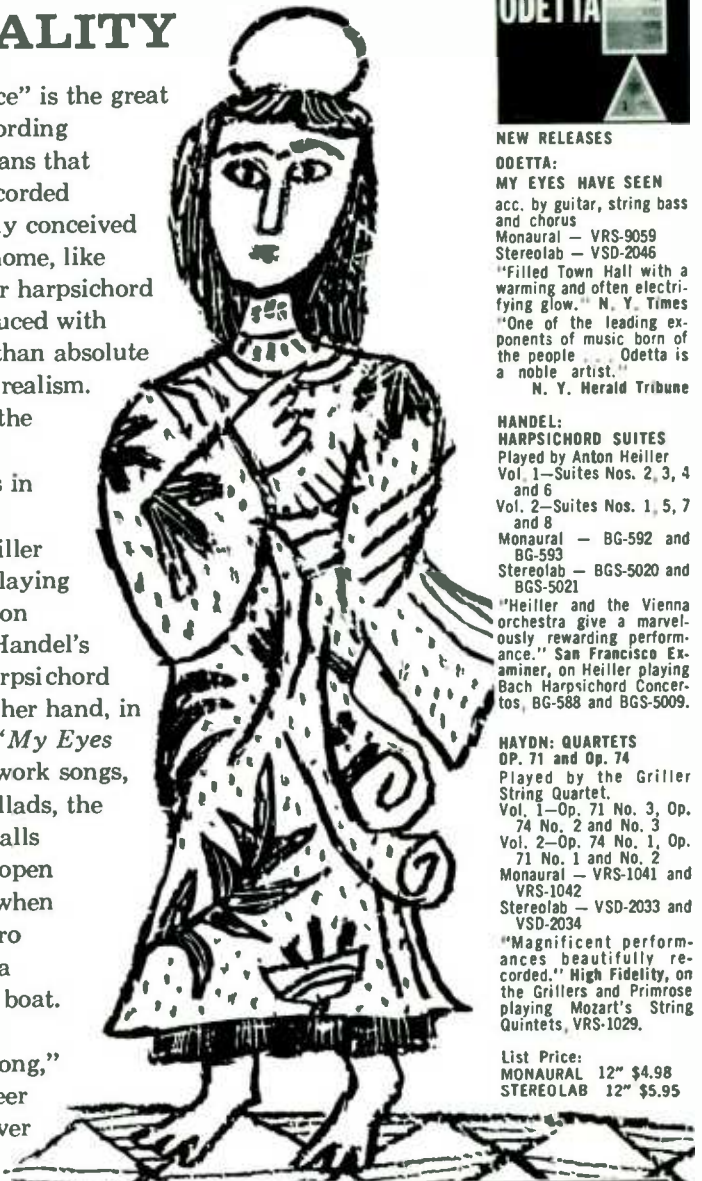 ALITY
ce” is the great
ording
ans that
corded
ly conceived
ome, like
r harpsichord
uced with
than absolute
realism.
the
s in
iller
laying
on
Handel’s
rpsichord
her hand, in
“My Eyes
work songs,
llads, the
alls
open
when
ro
a
boat.
ong,”
eer
ver
ODETTA
NEW RELEASES
ODETTA:
MY EYES HAVE SEEN
acc. by guitar, string bass
and chorus
Monaural — VRS-9059
Stereolab — VSD-2046
"Filled Town Hall with a
warming and often electri-
fying glow." N. Y. Times
"One of the leading ex-
ponents of music born of
the people . . . Odetta is
a noble artist."
N. Y. Herald Tribune
HANDEL:
HARPSICHORD SUITES
Played by Anton Heiller
Vol. 1—Suites Nos. 2, 3, 4
and 6
Vol. 2—Suites Nos. 1, 5, 7
and 8
Monaural — BG-592 and
BG-593
Stereolab — BGS-5020 and
BGS-5021
"Heiller and the Vienna
orchestra give a marvel-
ously rewarding perform-
ance." San Francisco Ex-
aminer, on Heiller playing
Bach Harpsichord Concer-
tos, BG-588 and BGS-5009.
HAYDN: QUARTETS
OP. 71 and Op. 74
Played by the Griller
String Quartet.
Vol. 1—Op. 71 No. 3, Op.
74 No. 2 and No. 3
Vol. 2—Op. 74 No. 1, Op.
71 No. 1 and No. 2
Monaural — VRS-1041 and
VRS-1042
Stereolab — VSD-2033 and
VSD-2034
"Magnificent perform-
ances beautifully re-
corded." High Fidelity, on
the Grillers and Primrose
playing Mozart's String
Quintets, VRS-1029.
List Price:
MONAURAL 12" $4.98
STEREOLAB 12" $5.95